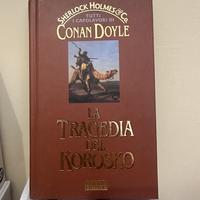 SHERLOCK HOLMES & Co.
TUTTI
I CAPOLAVORI DI
CONAN DOYLE
LA
TRAGEDIA
DEL
KOROSKO